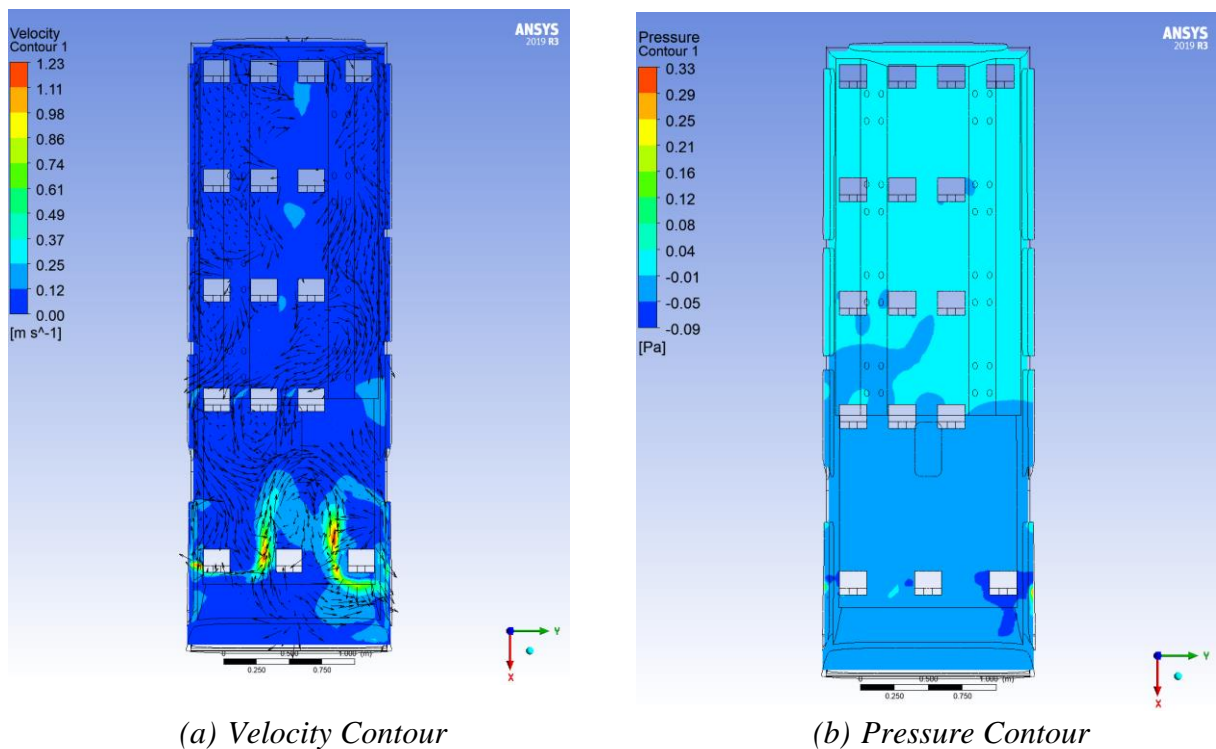 Velocity
Contour 1
1.23
1.11
0.98
0.86
0.74
0.61
0.49
0.37
0.25
0.12
0.00
[m s^-1]
ANSYS
2019 R3
0 0.500 1.000 (m)
0.250 0.750
Y
X
(a) Velocity Contour
Pressure
Contour 1
0.33
0.29
0.25
0.21
0.16
0.12
0.08
0.04
-0.01
-0.05
-0.09
[Pa]
ANSYS
2019 R3
0 0.500 1.000 (m)
0.250 0.750
Y
X
(b) Pressure Contour